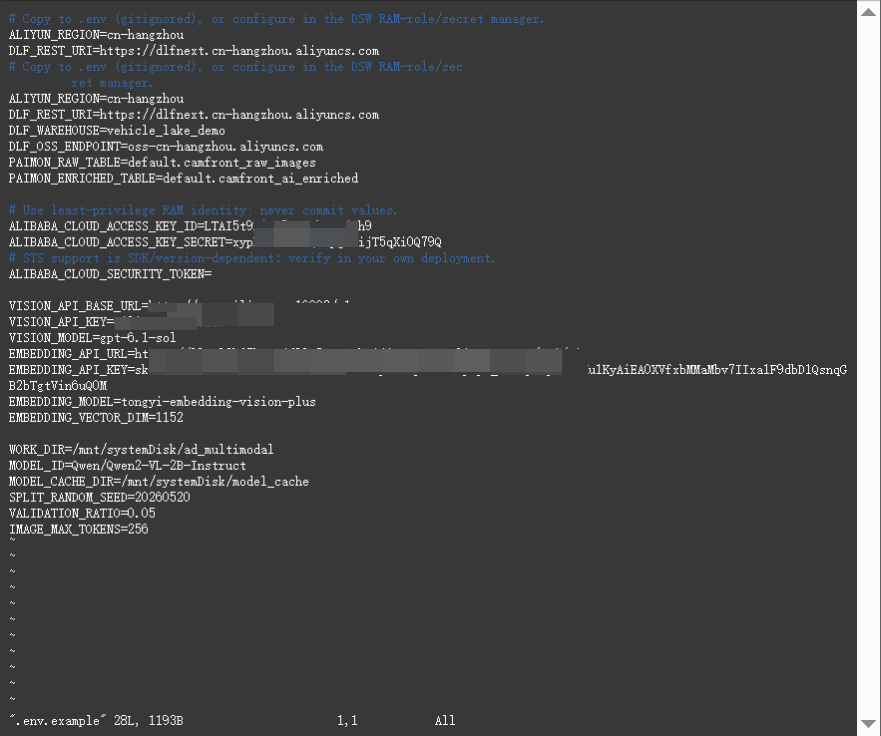 # Copy to .env (gitignored), or configure in the DSW RAM-role/secret manager.
ALIYUN_REGION=cn-hangzhou
DLF_REST_URI=https://dlfnext.cn-hangzhou.aliyuncs.com
# Copy to .env (gitignored), or configure in the DSW RAM-role/sec
ret manager.
ALIYUN_REGION=cn-hangzhou
DLF_REST_URI=https://dlfnext.cn-hangzhou.aliyuncs.com
DLF_WAREHOUSE=vehicle_lake_demo
DLF_OSS_ENDPOINT=oss-cn-hangzhou.aliyuncs.com
PAIMON_RAW_TABLE=default.camfront_raw_images
PAIMON_ENRICHED_TABLE=default.camfront_ai_enriched
# Use least-privilege RAM identity; never commit values.
ALIBABA_CLOUD_ACCESS_KEY_ID=LTAI5t9 h9
ALIBABA_CLOUD_ACCESS_KEY_SECRET=xyp ijT5qXiOQ79Q
# STS support is SDK/version-dependent: verify in your own deployment.
ALIBABA_CLOUD_SECURITY_TOKEN=
VISION_API_BASE_URL=
VISION_API_KEY=
VISION_MODEL=gpt-6.1-sol
EMBEDDING_API_URL=ht
EMBEDDING_API_KEY=sk ulKyAiEAOXVfxbMMaMbv7IIxa1F9dbD1QsnqG
B2bTgtVin6uQOM
EMBEDDING_MODEL=tongyi-embedding-vision-plus
EMBEDDING_VECTOR_DIM=1152
WORK_DIR=/mnt/systemDisk/ad_multimodal
MODEL_ID=Qwen/Qwen2-VL-2B-Instruct
MODEL_CACHE_DIR=/mnt/systemDisk/model_cache
SPLIT_RANDOM_SEED=20260520
VALIDATION_RATIO=0.05
IMAGE_MAX_TOKENS=256
~
~
~
~
~
~
~
~
~
~
~
".env.example" 28L, 1193B 1,1 All